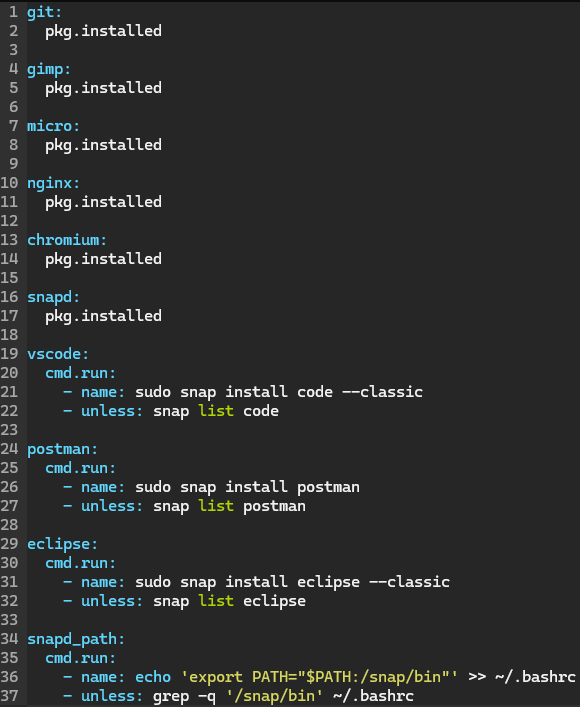 1 git:
2   pkg.installed
3
4 gimp:
5   pkg.installed
6
7 micro:
8   pkg.installed
9
10 nginx:
11   pkg.installed
12
13 chromium:
14   pkg.installed
15
16 snapd:
17   pkg.installed
18
19 vscode:
20   cmd.run:
21     - name: sudo snap install code --classic
22     - unless: snap list code
23
24 postman:
25   cmd.run:
26     - name: sudo snap install postman
27     - unless: snap list postman
28
29 eclipse:
30   cmd.run:
31     - name: sudo snap install eclipse --classic
32     - unless: snap list eclipse
33
34 snapd_path:
35   cmd.run:
36     - name: echo 'export PATH="$PATH:/snap/bin"' >> ~/.bashrc
37     - unless: grep -q '/snap/bin' ~/.bashrc